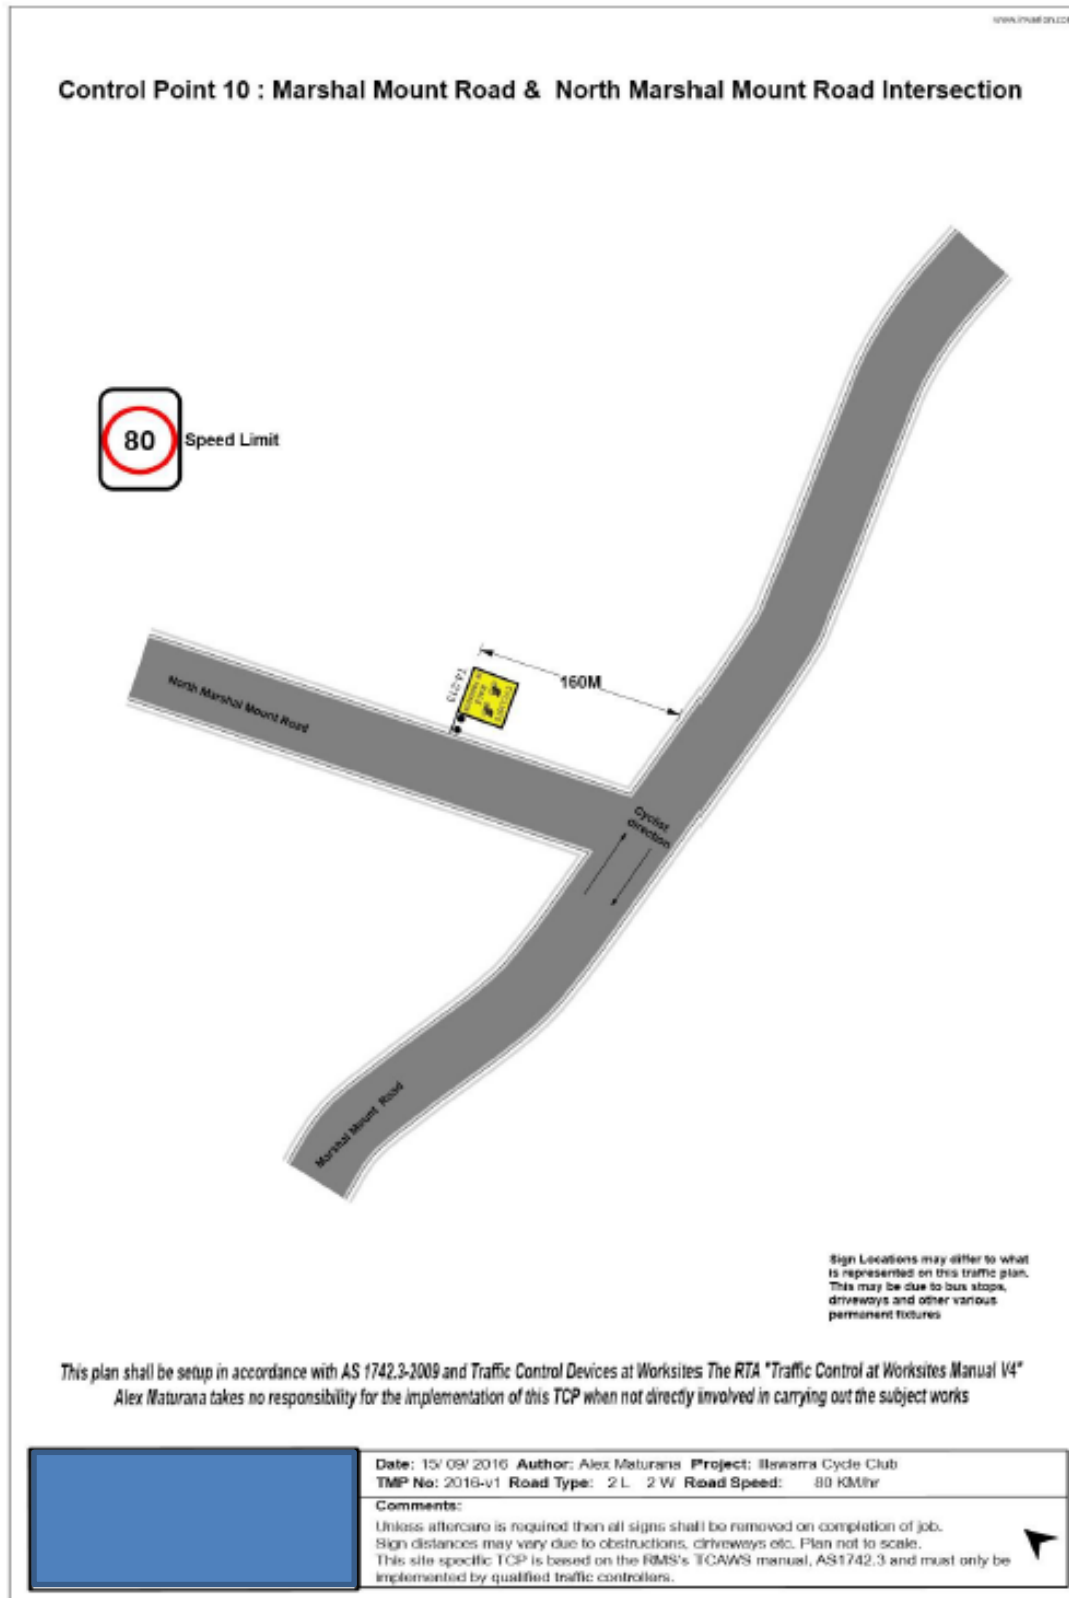 Control Point 10 : Marshal Mount Road & North Marshal Mount Road Intersection
80
Speed Limit
160M
T4-213
North Marshal Mount Road
Cyclist
direction
Marshal Mount Road
Sign Locations may differ to what
is represented on this traffic plan.
This may be due to bus stops,
driveways and other various
permanent fixtures
This plan shall be setup in accordance with AS 1742.3-2009 and Traffic Control Devices at Worksites The RTA "Traffic Control at Worksites Manual V4"
Alex Maturana takes no responsibility for the implementation of this TCP when not directly involved in carrying out the subject works
Date: 15/ 09/ 2016 Author: Alex Maturana Project: Illawarra Cycle Club
TMP No: 2016-v1 Road Type: 2 L 2 W Road Speed: 80 KM/hr
Comments:
Unless aftercare is required then all signs shall be removed on completion of job.
Sign distances may vary due to obstructions, driveways etc. Plan not to scale.
This site specific TCP is based on the RMS's TCAWS manual, AS1742.3 and must only be
implemented by qualified traffic controllers.